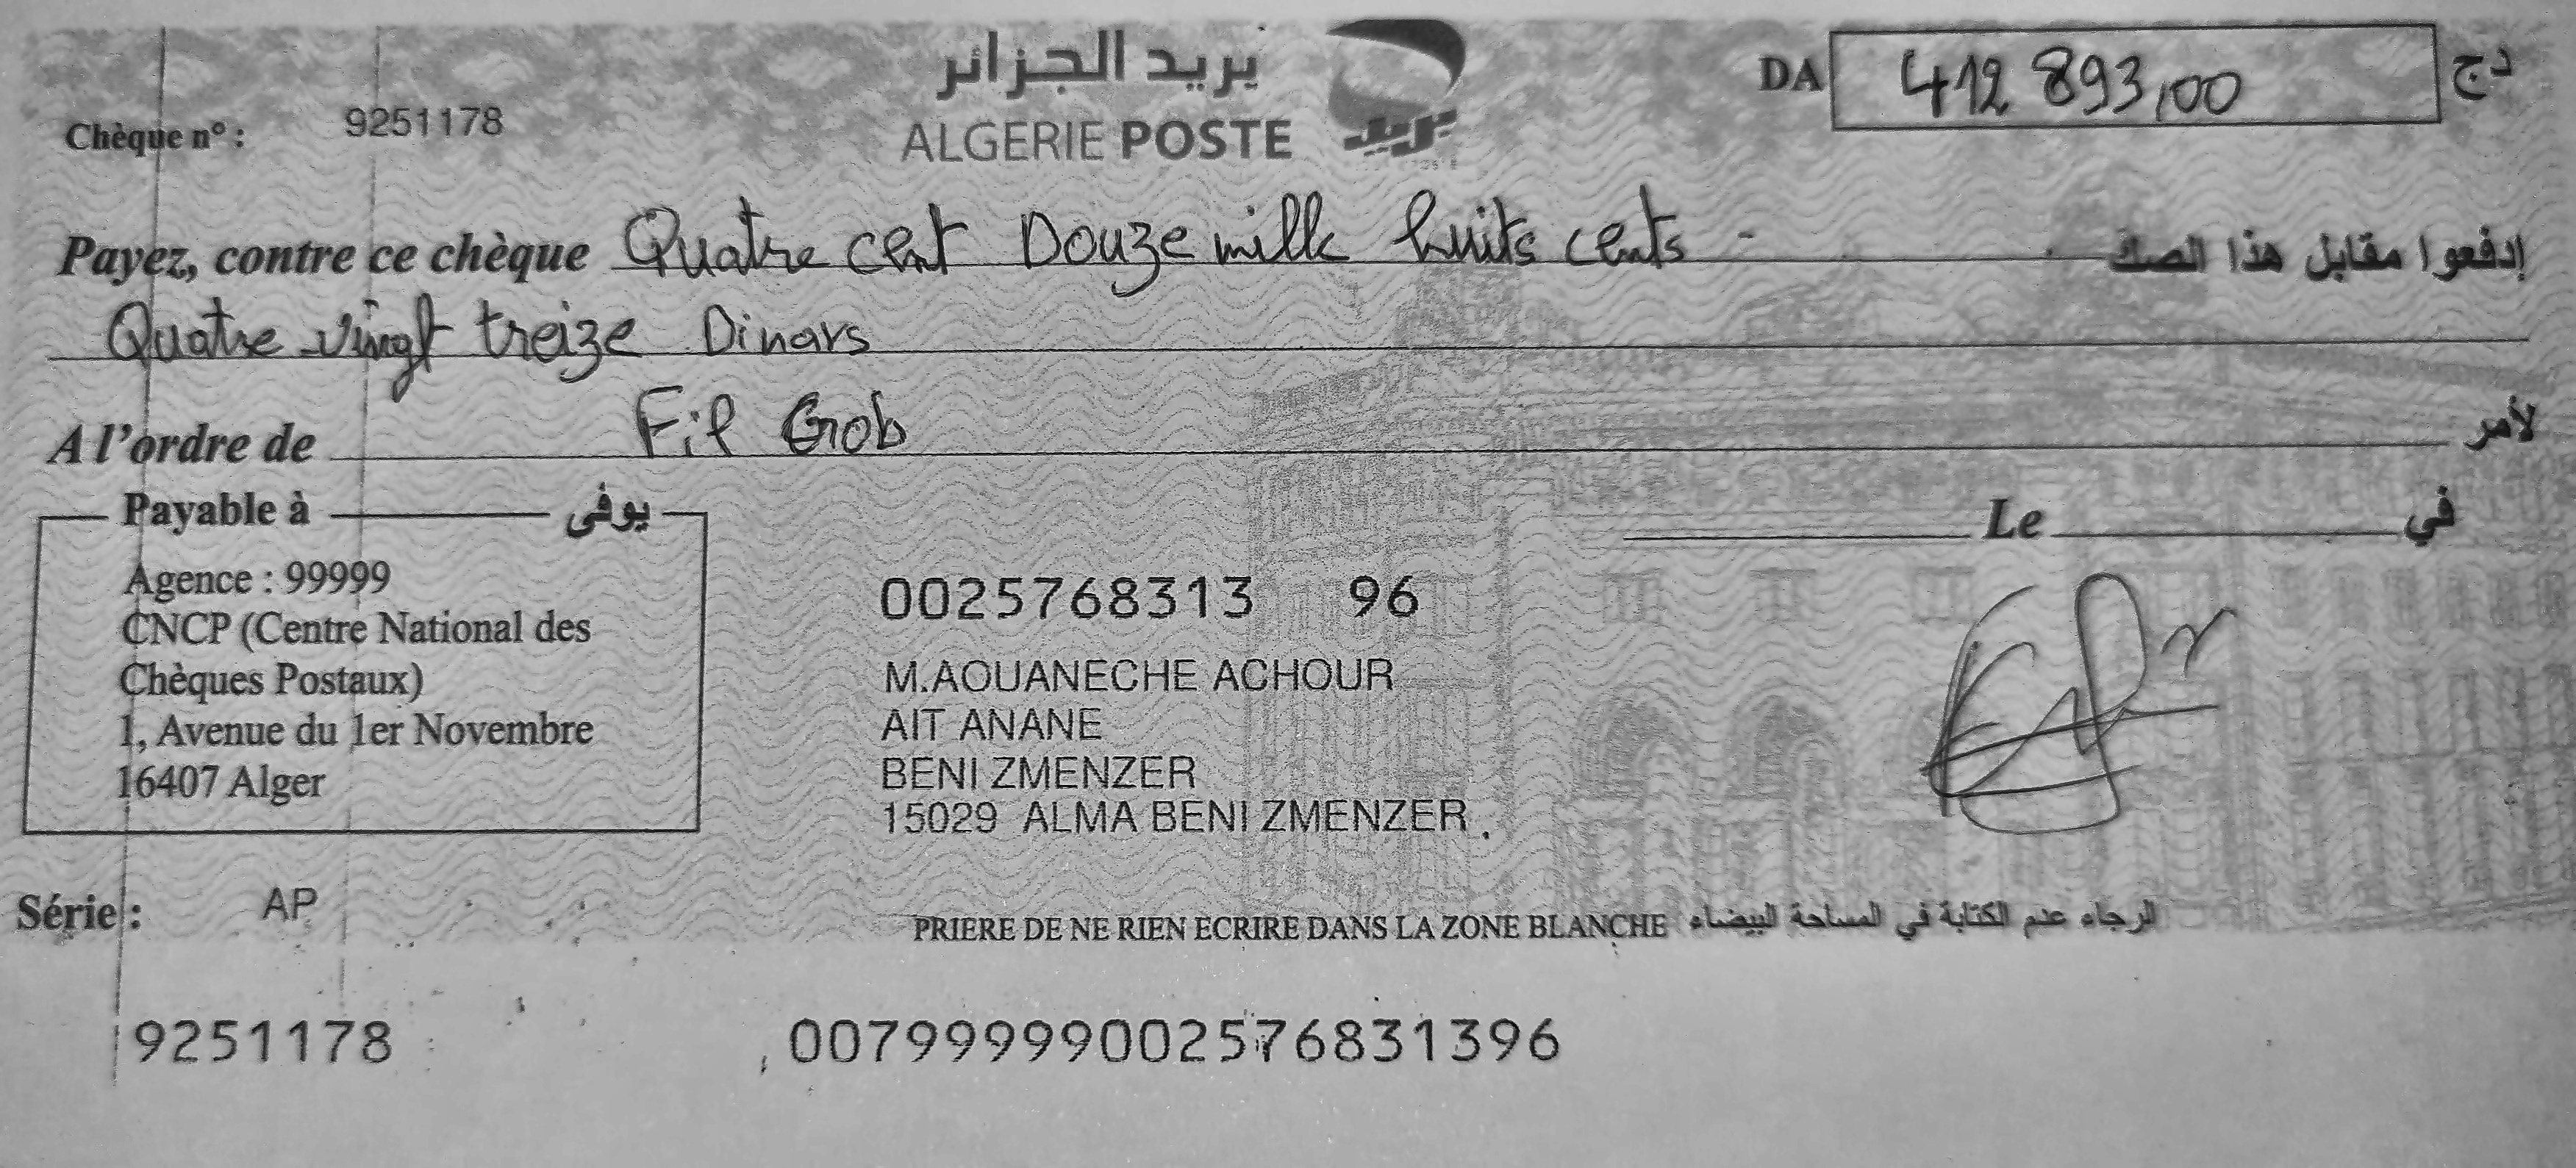 بريد الجزائر
ALGERIE POSTE
بريد
DA 412 893,00 دج
Chèque n° : 9251178
Payez, contre ce chèque Quatre cent Douze mille huits cents - إدفعوا مقابل هذا الصك
Quatre vingt treize Dinars
A l'ordre de لأمر
Payable à يوفى
Le في
Agence : 99999
CNCP (Centre National des
Chèques Postaux)
1, Avenue du 1er Novembre
16407 Alger
0025768313 96
M.AOUANECHE ACHOUR
AIT ANANE
BENI ZMENZER
15029 ALMA BENI ZMENZER
Série : AP
PRIERE DE NE RIEN ECRIRE DANS LA ZONE BLANCHE الرجاء عدم الكتابة في المساحة البيضاء
9251178 00799999002576831396